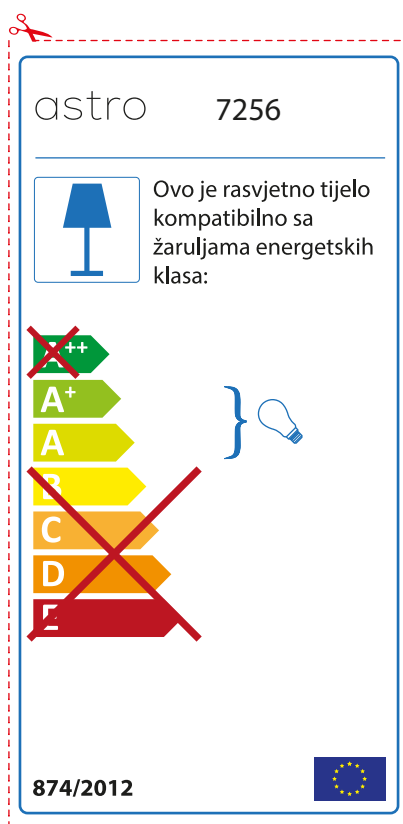 astro 7256
Ovo je rasvjetno tijelo
kompatibilno sa
žaruljama energetskih
klasa:
A++
A+
A
B
C
D
E
874/2012